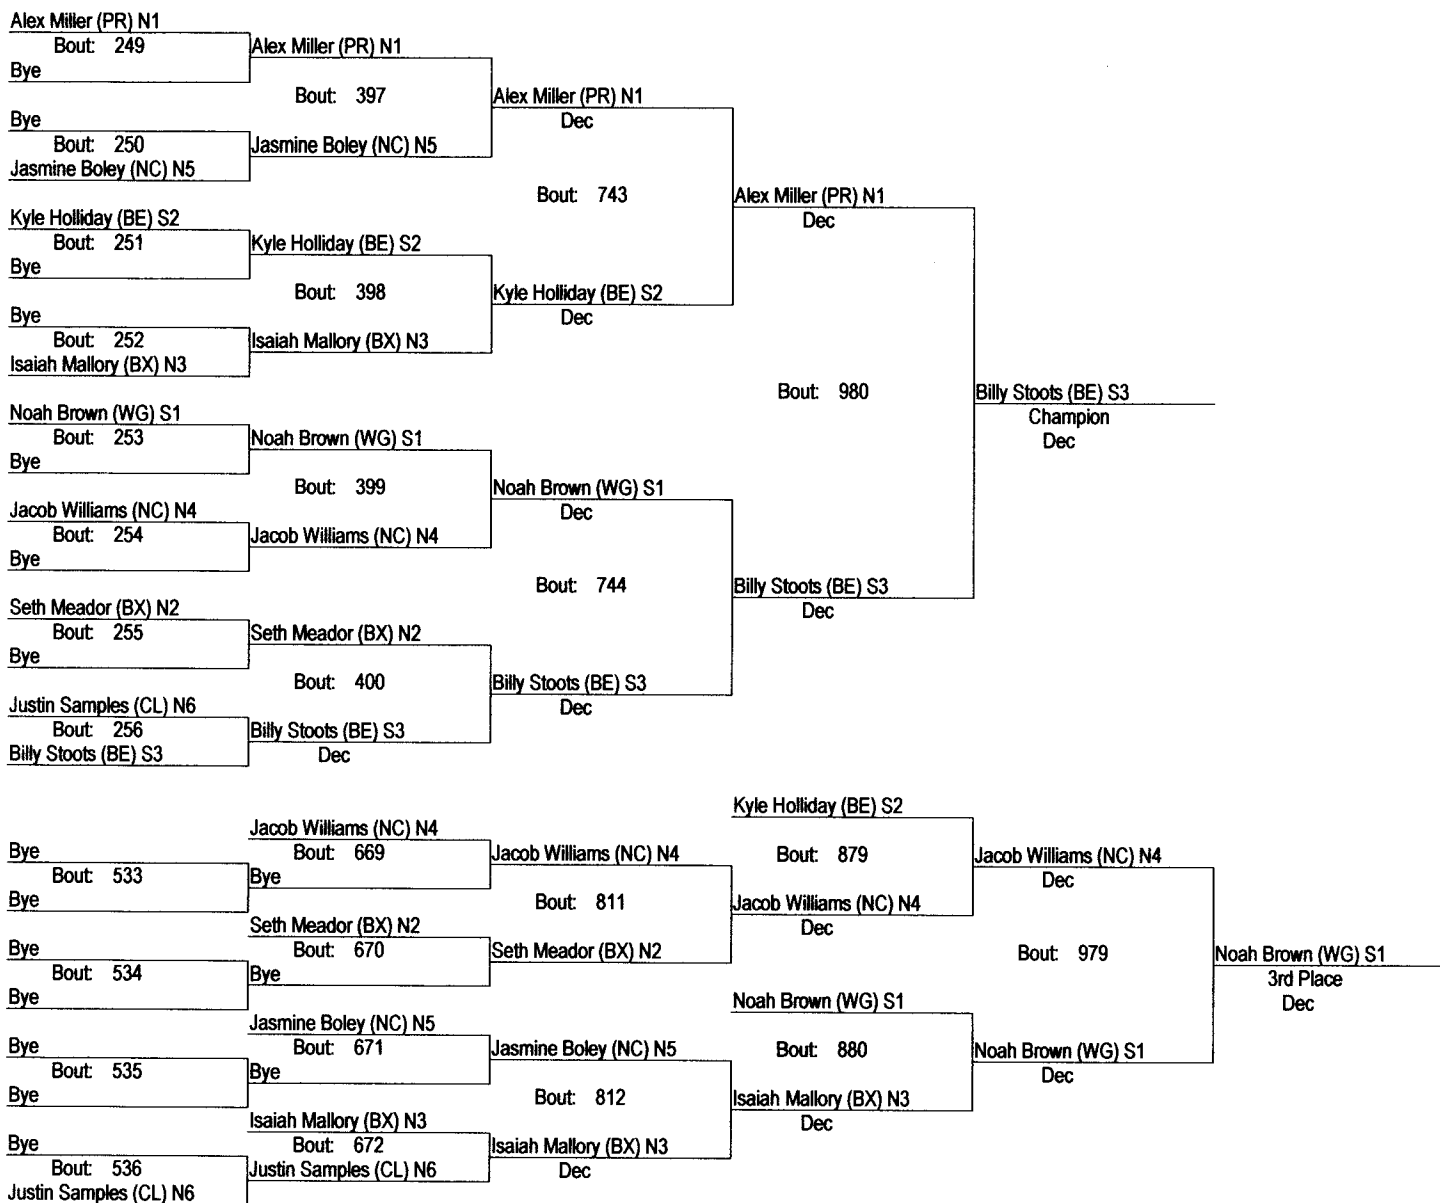 Alex Miller (PR) N1
Bout: 249
Bye
Bye
Bout: 250
Jasmine Boley (NC) N5
Kyle Holliday (BE) S2
Bout: 251
Bye
Bye
Bout: 252
Isaiah Mallory (BX) N3
Noah Brown (WG) S1
Bout: 253
Bye
Jacob Williams (NC) N4
Bout: 254
Bye
Seth Meador (BX) N2
Bout: 255
Bye
Justin Samples (CL) N6
Bout: 256
Billy Stoots (BE) S3
Alex Miller (PR) N1
Bout: 397
Jasmine Boley (NC) N5
Kyle Holliday (BE) S2
Bout: 398
Isaiah Mallory (BX) N3
Noah Brown (WG) S1
Bout: 399
Jacob Williams (NC) N4
Seth Meador (BX) N2
Bout: 400
Billy Stoots (BE) S3
Dec
Alex Miller (PR) N1
Dec
Bout: 743
Kyle Holliday (BE) S2
Dec
Noah Brown (WG) S1
Dec
Bout: 744
Billy Stoots (BE) S3
Dec
Alex Miller (PR) N1
Dec
Bout: 980
Billy Stoots (BE) S3
Dec
Billy Stoots (BE) S3
Champion
Dec
Bye
Bout: 533
Bye
Bye
Bout: 534
Bye
Bye
Bout: 535
Bye
Bye
Bout: 536
Justin Samples (CL) N6
Jacob Williams (NC) N4
Bout: 669
Bye
Seth Meador (BX) N2
Bout: 670
Bye
Jasmine Boley (NC) N5
Bout: 671
Bye
Isaiah Mallory (BX) N3
Bout: 672
Justin Samples (CL) N6
Jacob Williams (NC) N4
Bout: 811
Seth Meador (BX) N2
Jasmine Boley (NC) N5
Bout: 812
Isaiah Mallory (BX) N3
Dec
Kyle Holliday (BE) S2
Bout: 879
Jacob Williams (NC) N4
Dec
Noah Brown (WG) S1
Bout: 880
Isaiah Mallory (BX) N3
Dec
Jacob Williams (NC) N4
Dec
Bout: 979
Noah Brown (WG) S1
Dec
Noah Brown (WG) S1
3rd Place
Dec